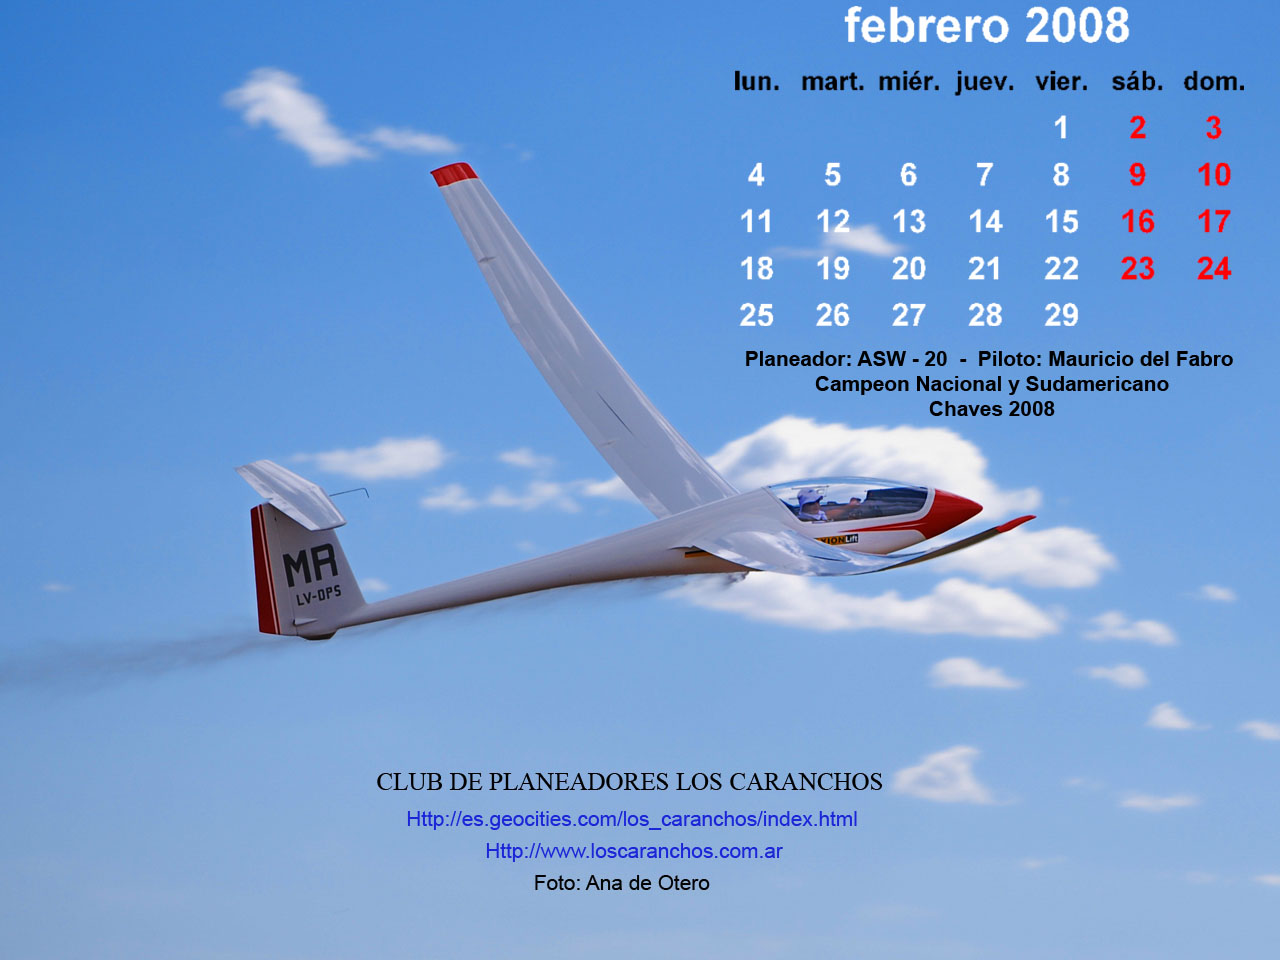 febrero 2008
lun. mart. miér. juev. vier. sáb. dom.
1 2 3
4 5 6 7 8 9 10
11 12 13 14 15 16 17
18 19 20 21 22 23 24
25 26 27 28 29
Planeador: ASW - 20 - Piloto: Mauricio del Fabro
Campeon Nacional y Sudamericano
Chaves 2008
Lift
MA
LV-DPS
CLUB DE PLANEADORES LOS CARANCHOS
Http://es.geocities.com/los_caranchos/index.html
Http://www.loscaranchos.com.ar
Foto: Ana de Otero